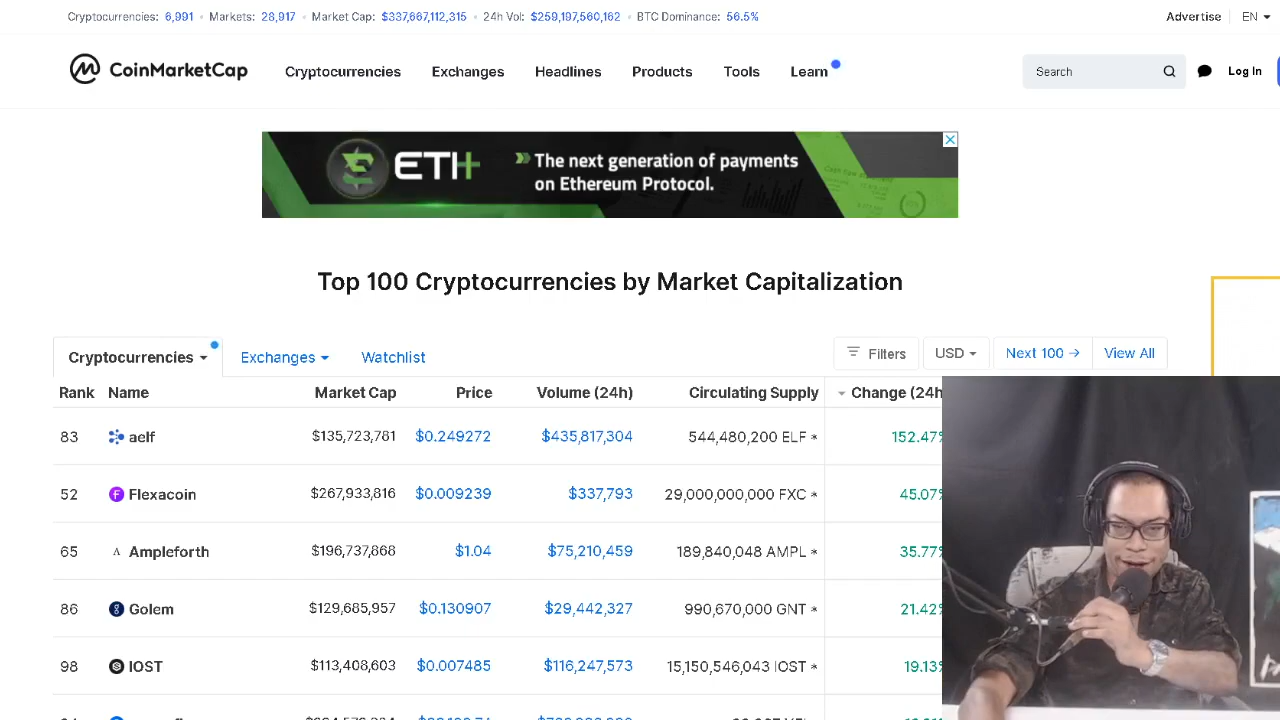 Cryptocurrencies: 6,991 • Markets: 28,917 • Market Cap: $337,667,112,315 • 24h Vol: $259,197,560,162 • BTC Dominance: 56.5% Advertise EN
CoinMarketCap Cryptocurrencies Exchanges Headlines Products Tools Learn Search Log In
ETH The next generation of payments
on Ethereum Protocol.
Top 100 Cryptocurrencies by Market Capitalization
Cryptocurrencies Exchanges Watchlist Filters USD Next 100 → View All
Rank Name Market Cap Price Volume (24h) Circulating Supply Change (24h
83 aelf $135,723,781 $0.249272 $435,817,304 544,480,200 ELF * 152.47%
52 Flexacoin $267,933,816 $0.009239 $337,793 29,000,000,000 FXC * 45.07%
65 Ampleforth $196,737,868 $1.04 $75,210,459 189,840,048 AMPL * 35.77%
86 Golem $129,685,957 $0.130907 $29,442,327 990,670,000 GNT * 21.42%
98 IOST $113,408,603 $0.007485 $116,247,573 15,150,546,043 IOST * 19.13%